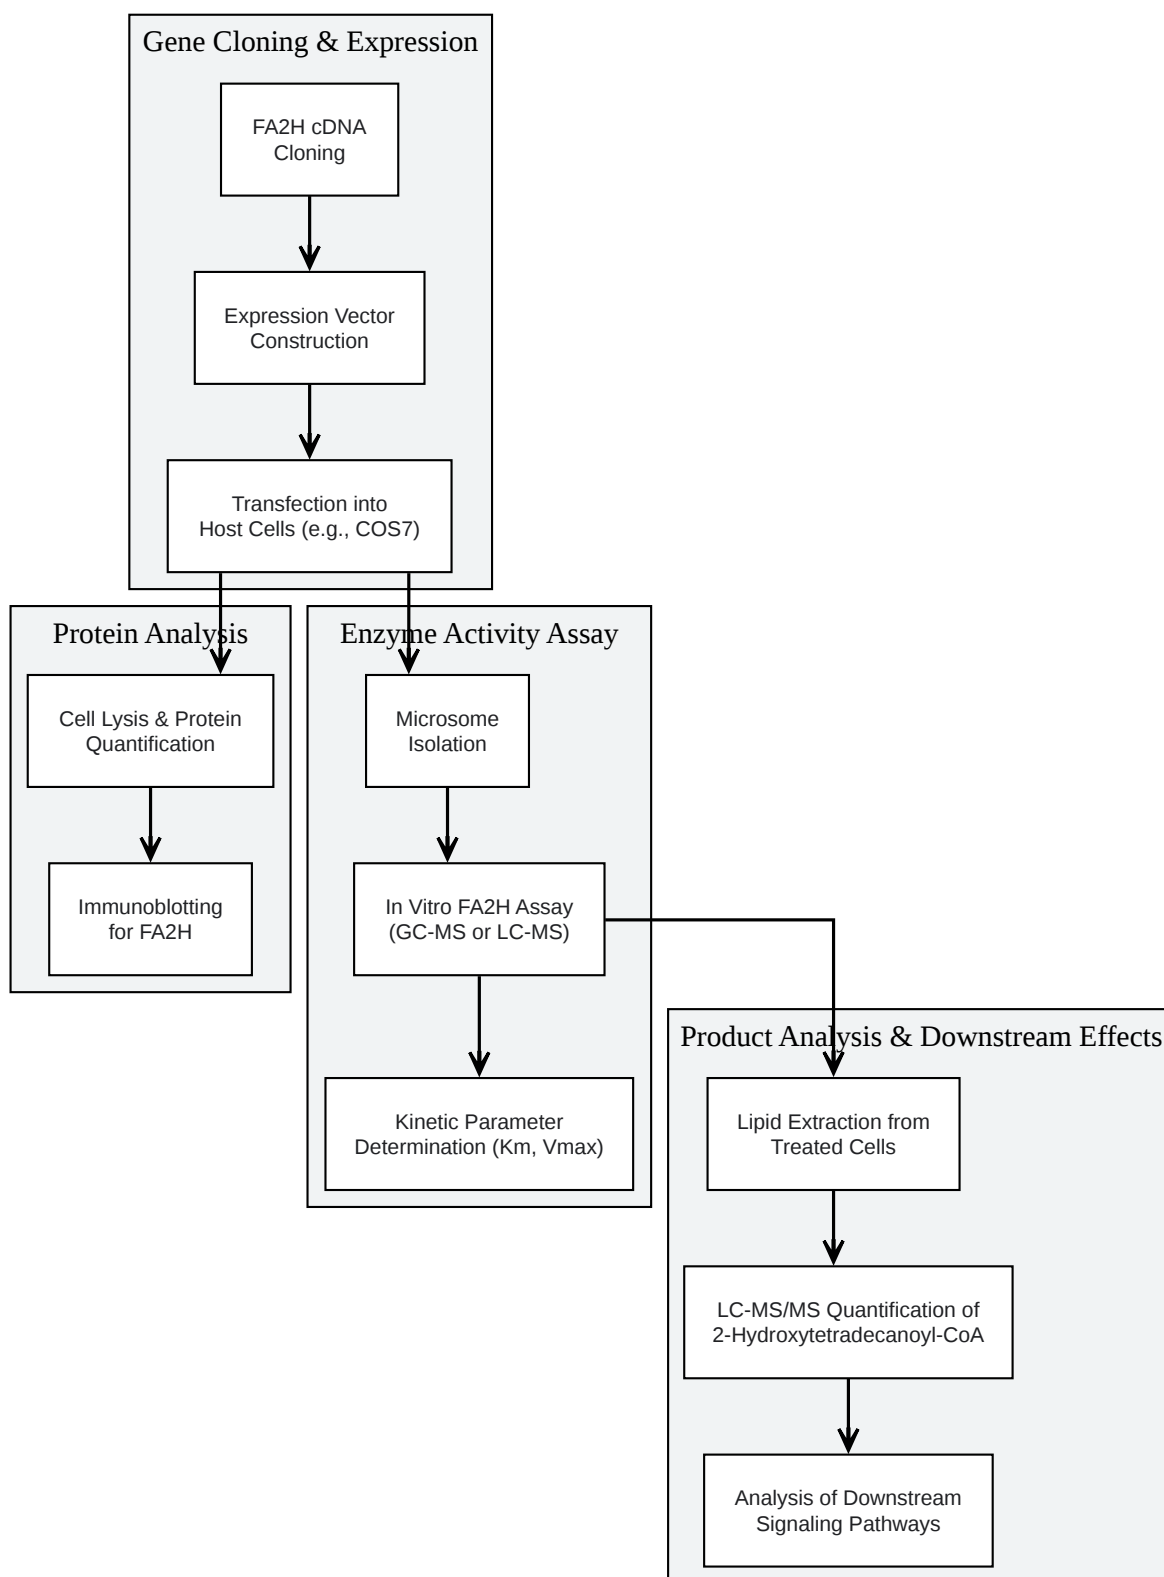 Gene Cloning & Expression
FA2H cDNA
Cloning
Expression Vector
Construction
Transfection into
Host Cells (e.g., COS7)
Protein Analysis
Cell Lysis & Protein
Quantification
Immunoblotting
for FA2H
Enzyme Activity Assay
Microsome
Isolation
In Vitro FA2H Assay
(GC-MS or LC-MS)
Kinetic Parameter
Determination (Km, Vmax)
Product Analysis & Downstream Effects
Lipid Extraction from
Treated Cells
LC-MS/MS Quantification of
2-Hydroxytetradecanoyl-CoA
Analysis of Downstream
Signaling Pathways